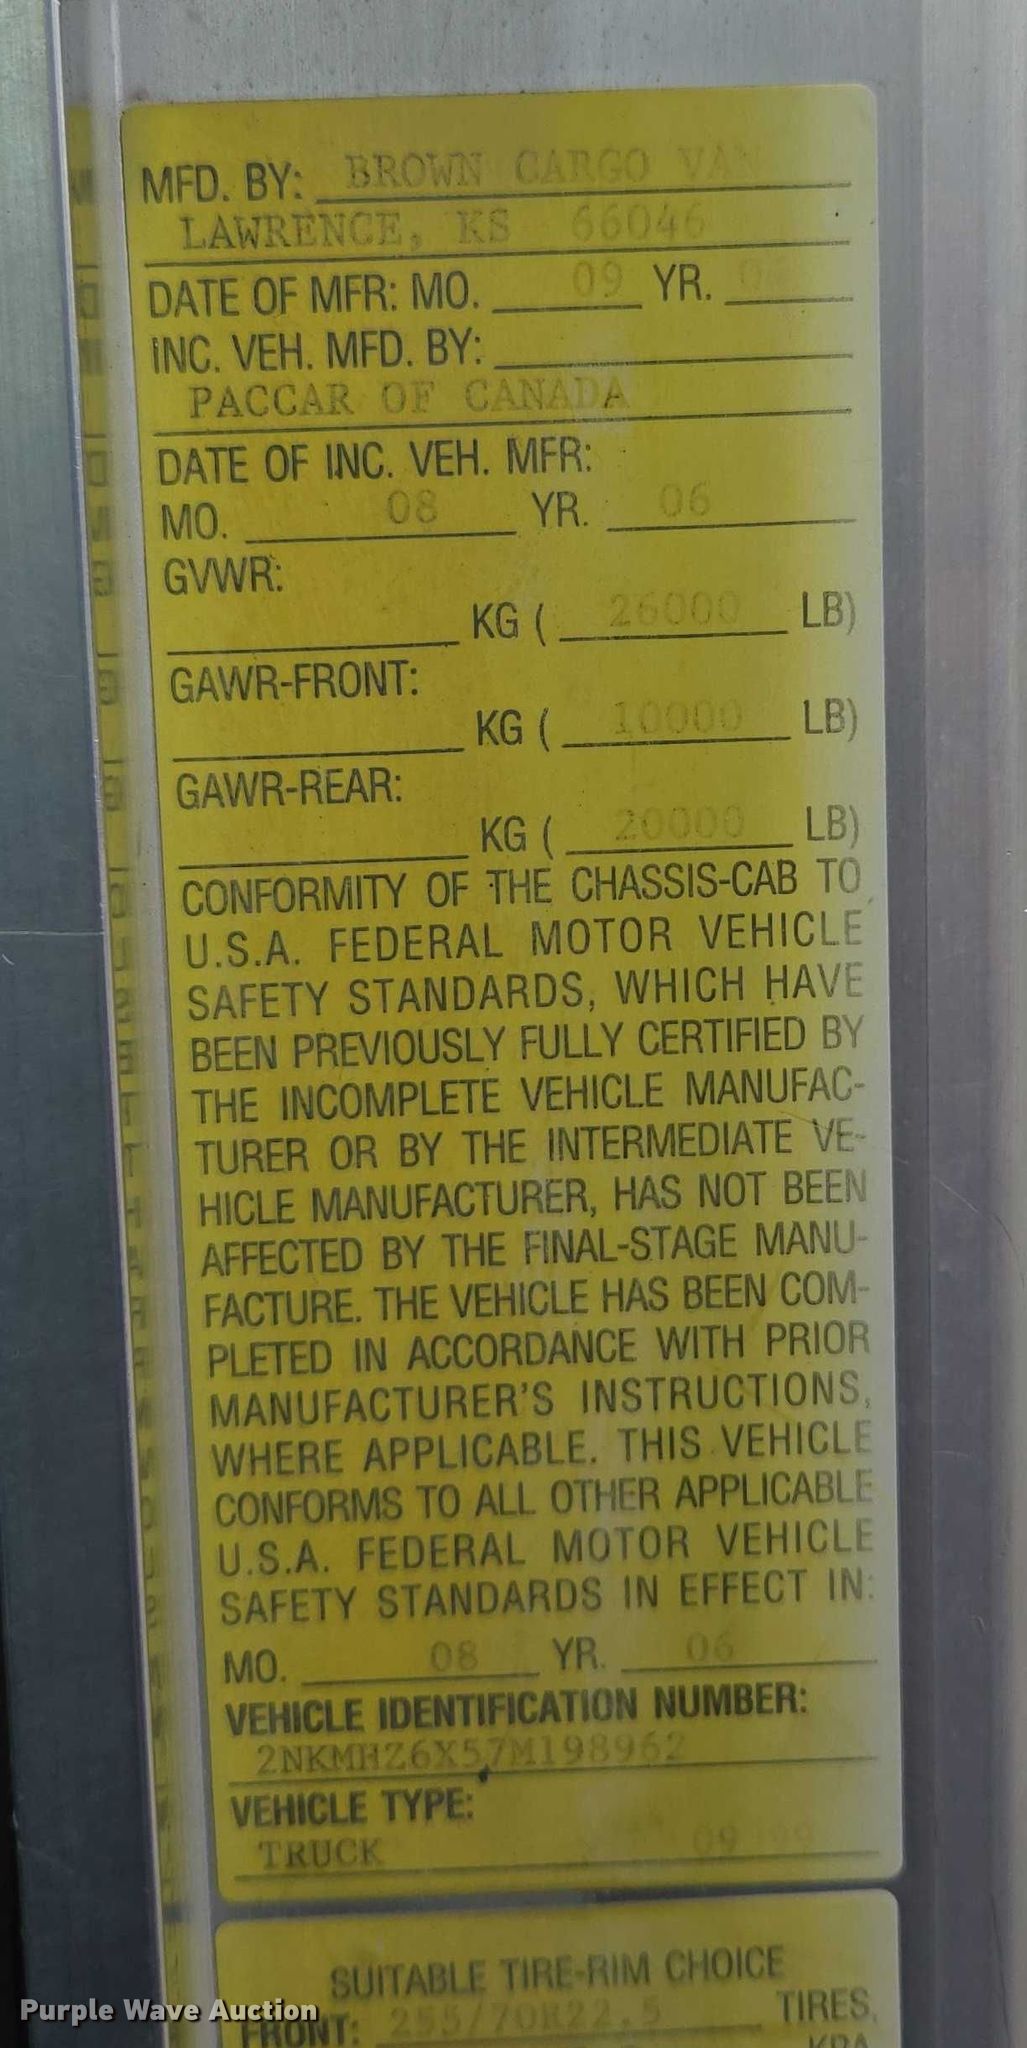 MFD. BY: BROWN CARGO VAN
LAWRENCE, KS 66046
DATE OF MFR: MO. 09 YR. 06
INC. VEH. MFD. BY:
PACCAR OF CANADA
DATE OF INC. VEH. MFR:
MO. 08 YR. 06
GVWR:
KG ( 26000 LB)
GAWR-FRONT:
KG ( 10000 LB)
GAWR-REAR:
KG ( 20000 LB)
CONFORMITY OF THE CHASSIS-CAB TO
U.S.A. FEDERAL MOTOR VEHICLE
SAFETY STANDARDS, WHICH HAVE
BEEN PREVIOUSLY FULLY CERTIFIED BY
THE INCOMPLETE VEHICLE MANUFAC-
TURER OR BY THE INTERMEDIATE VE-
HICLE MANUFACTURER, HAS NOT BEEN
AFFECTED BY THE FINAL-STAGE MANU-
FACTURE. THE VEHICLE HAS BEEN COM-
PLETED IN ACCORDANCE WITH PRIOR
MANUFACTURER'S INSTRUCTIONS,
WHERE APPLICABLE. THIS VEHICLE
CONFORMS TO ALL OTHER APPLICABLE
U.S.A. FEDERAL MOTOR VEHICLE
SAFETY STANDARDS IN EFFECT IN:
MO. 08 YR. 06
VEHICLE IDENTIFICATION NUMBER:
2NKMHZ6X57M198962
VEHICLE TYPE:
TRUCK 09
SUITABLE TIRE-RIM CHOICE
FRONT: 255/70R22.5 TIRES,
KPA
Purple Wave Auction